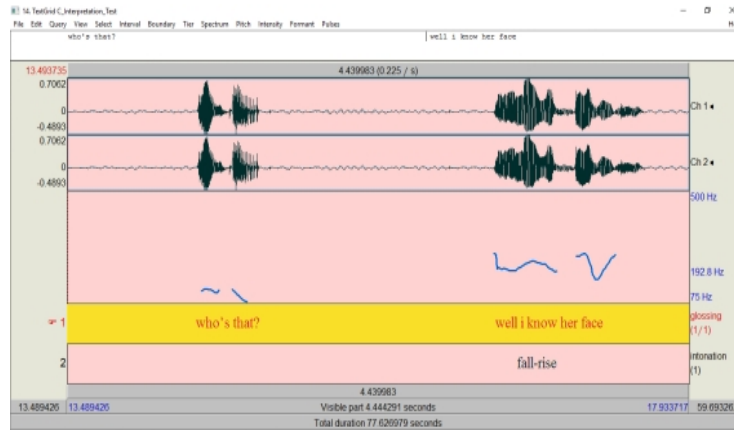 14. TextGrid C_Interpretation_Test
File Edit Query View Select Interval Boundary Tier Spectrum Pitch Intensity Formant Pulses
who's that? well i know her face
13.493735 4.439983 (0.225 / s)
0.7062
0 Ch 1
-0.4893
0.7062
0 Ch 2
-0.4893
500 Hz
192.8 Hz
75 Hz
1 who's that? well i know her face glossing (1/1)
2 fall-rise intonation (1)
4.439983
13.489426 13.489426 Visible part 4.444291 seconds 17.933717 59.69326
Total duration 77.626979 seconds